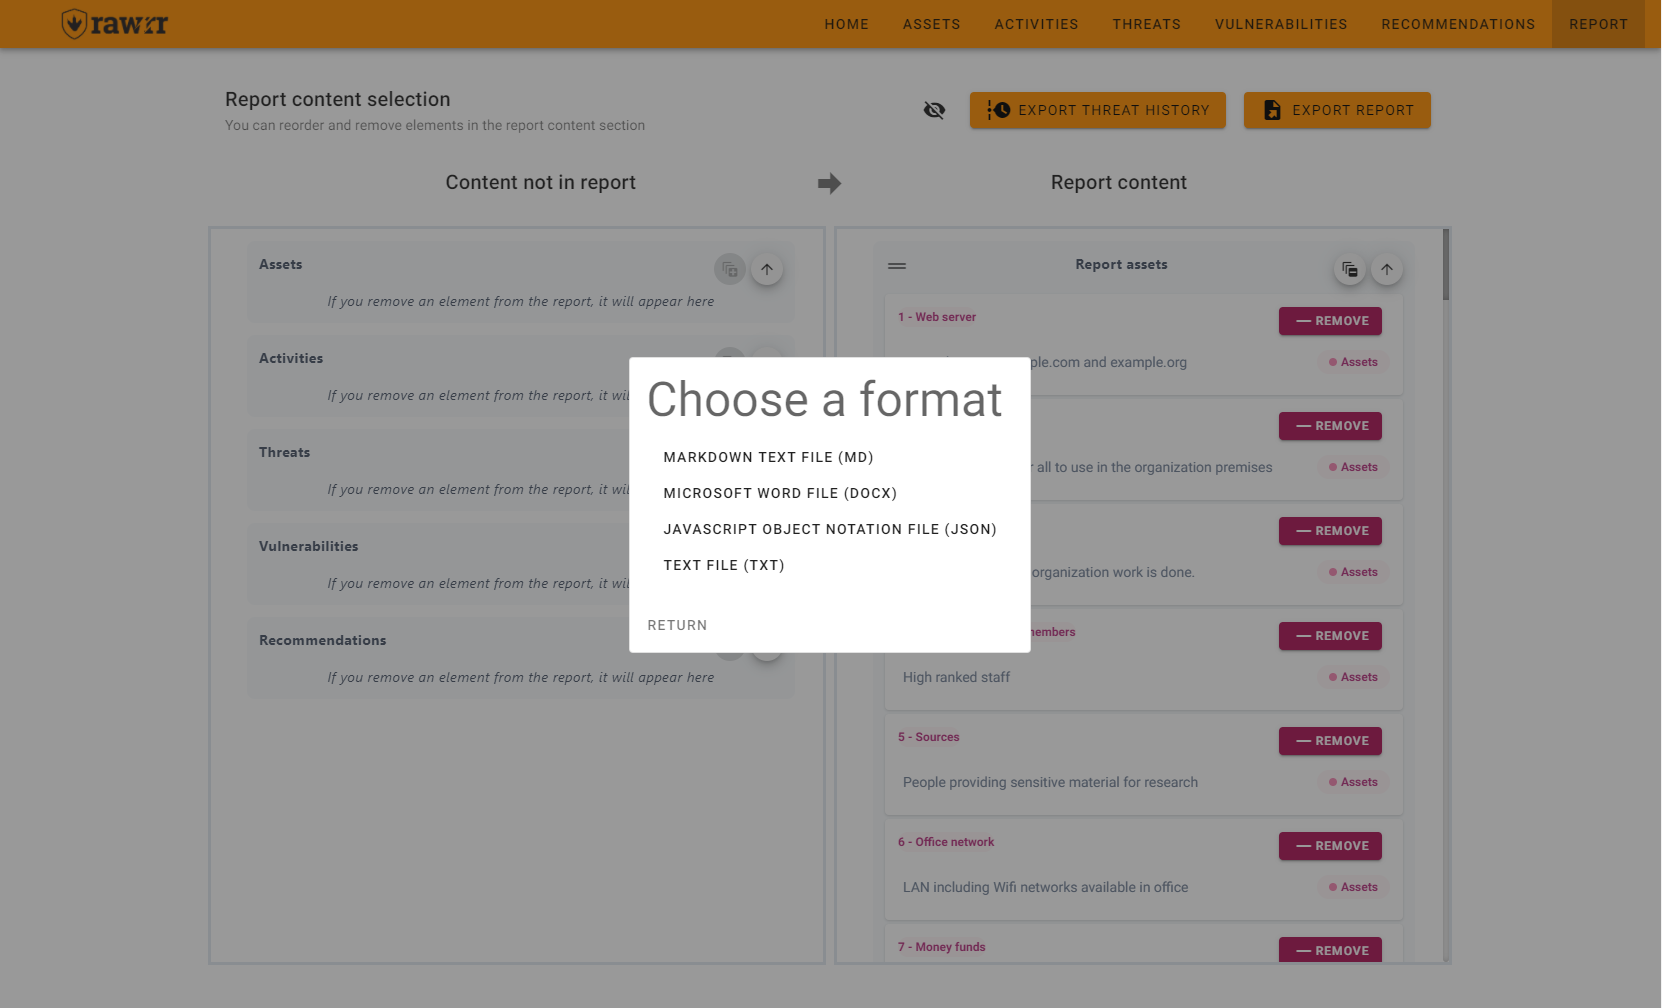 rawrr
HOME ASSETS ACTIVITIES THREATS VULNERABILITIES RECOMMENDATIONS REPORT
Report content selection
You can reorder and remove elements in the report content section
EXPORT THREAT HISTORY
EXPORT REPORT
Content not in report
Report content
Assets
If you remove an element from the report, it will appear here
Activities
If you remove an element from the report, it
Threats
If you remove an element from the report, it
Vulnerabilities
If you remove an element from the report, it
Recommendations
If you remove an element from the report, it will appear here
Choose a format
MARKDOWN TEXT FILE (MD)
MICROSOFT WORD FILE (DOCX)
JAVASCRIPT OBJECT NOTATION FILE (JSON)
TEXT FILE (TXT)
RETURN
Report assets
1 - Web server
REMOVE
and example.org
Assets
REMOVE
all to use in the organization premises
Assets
REMOVE
organization work is done.
Assets
REMOVE
High ranked staff
Assets
5 - Sources
REMOVE
People providing sensitive material for research
Assets
6 - Office network
REMOVE
LAN including Wifi networks available in office
Assets
7 - Money funds
REMOVE